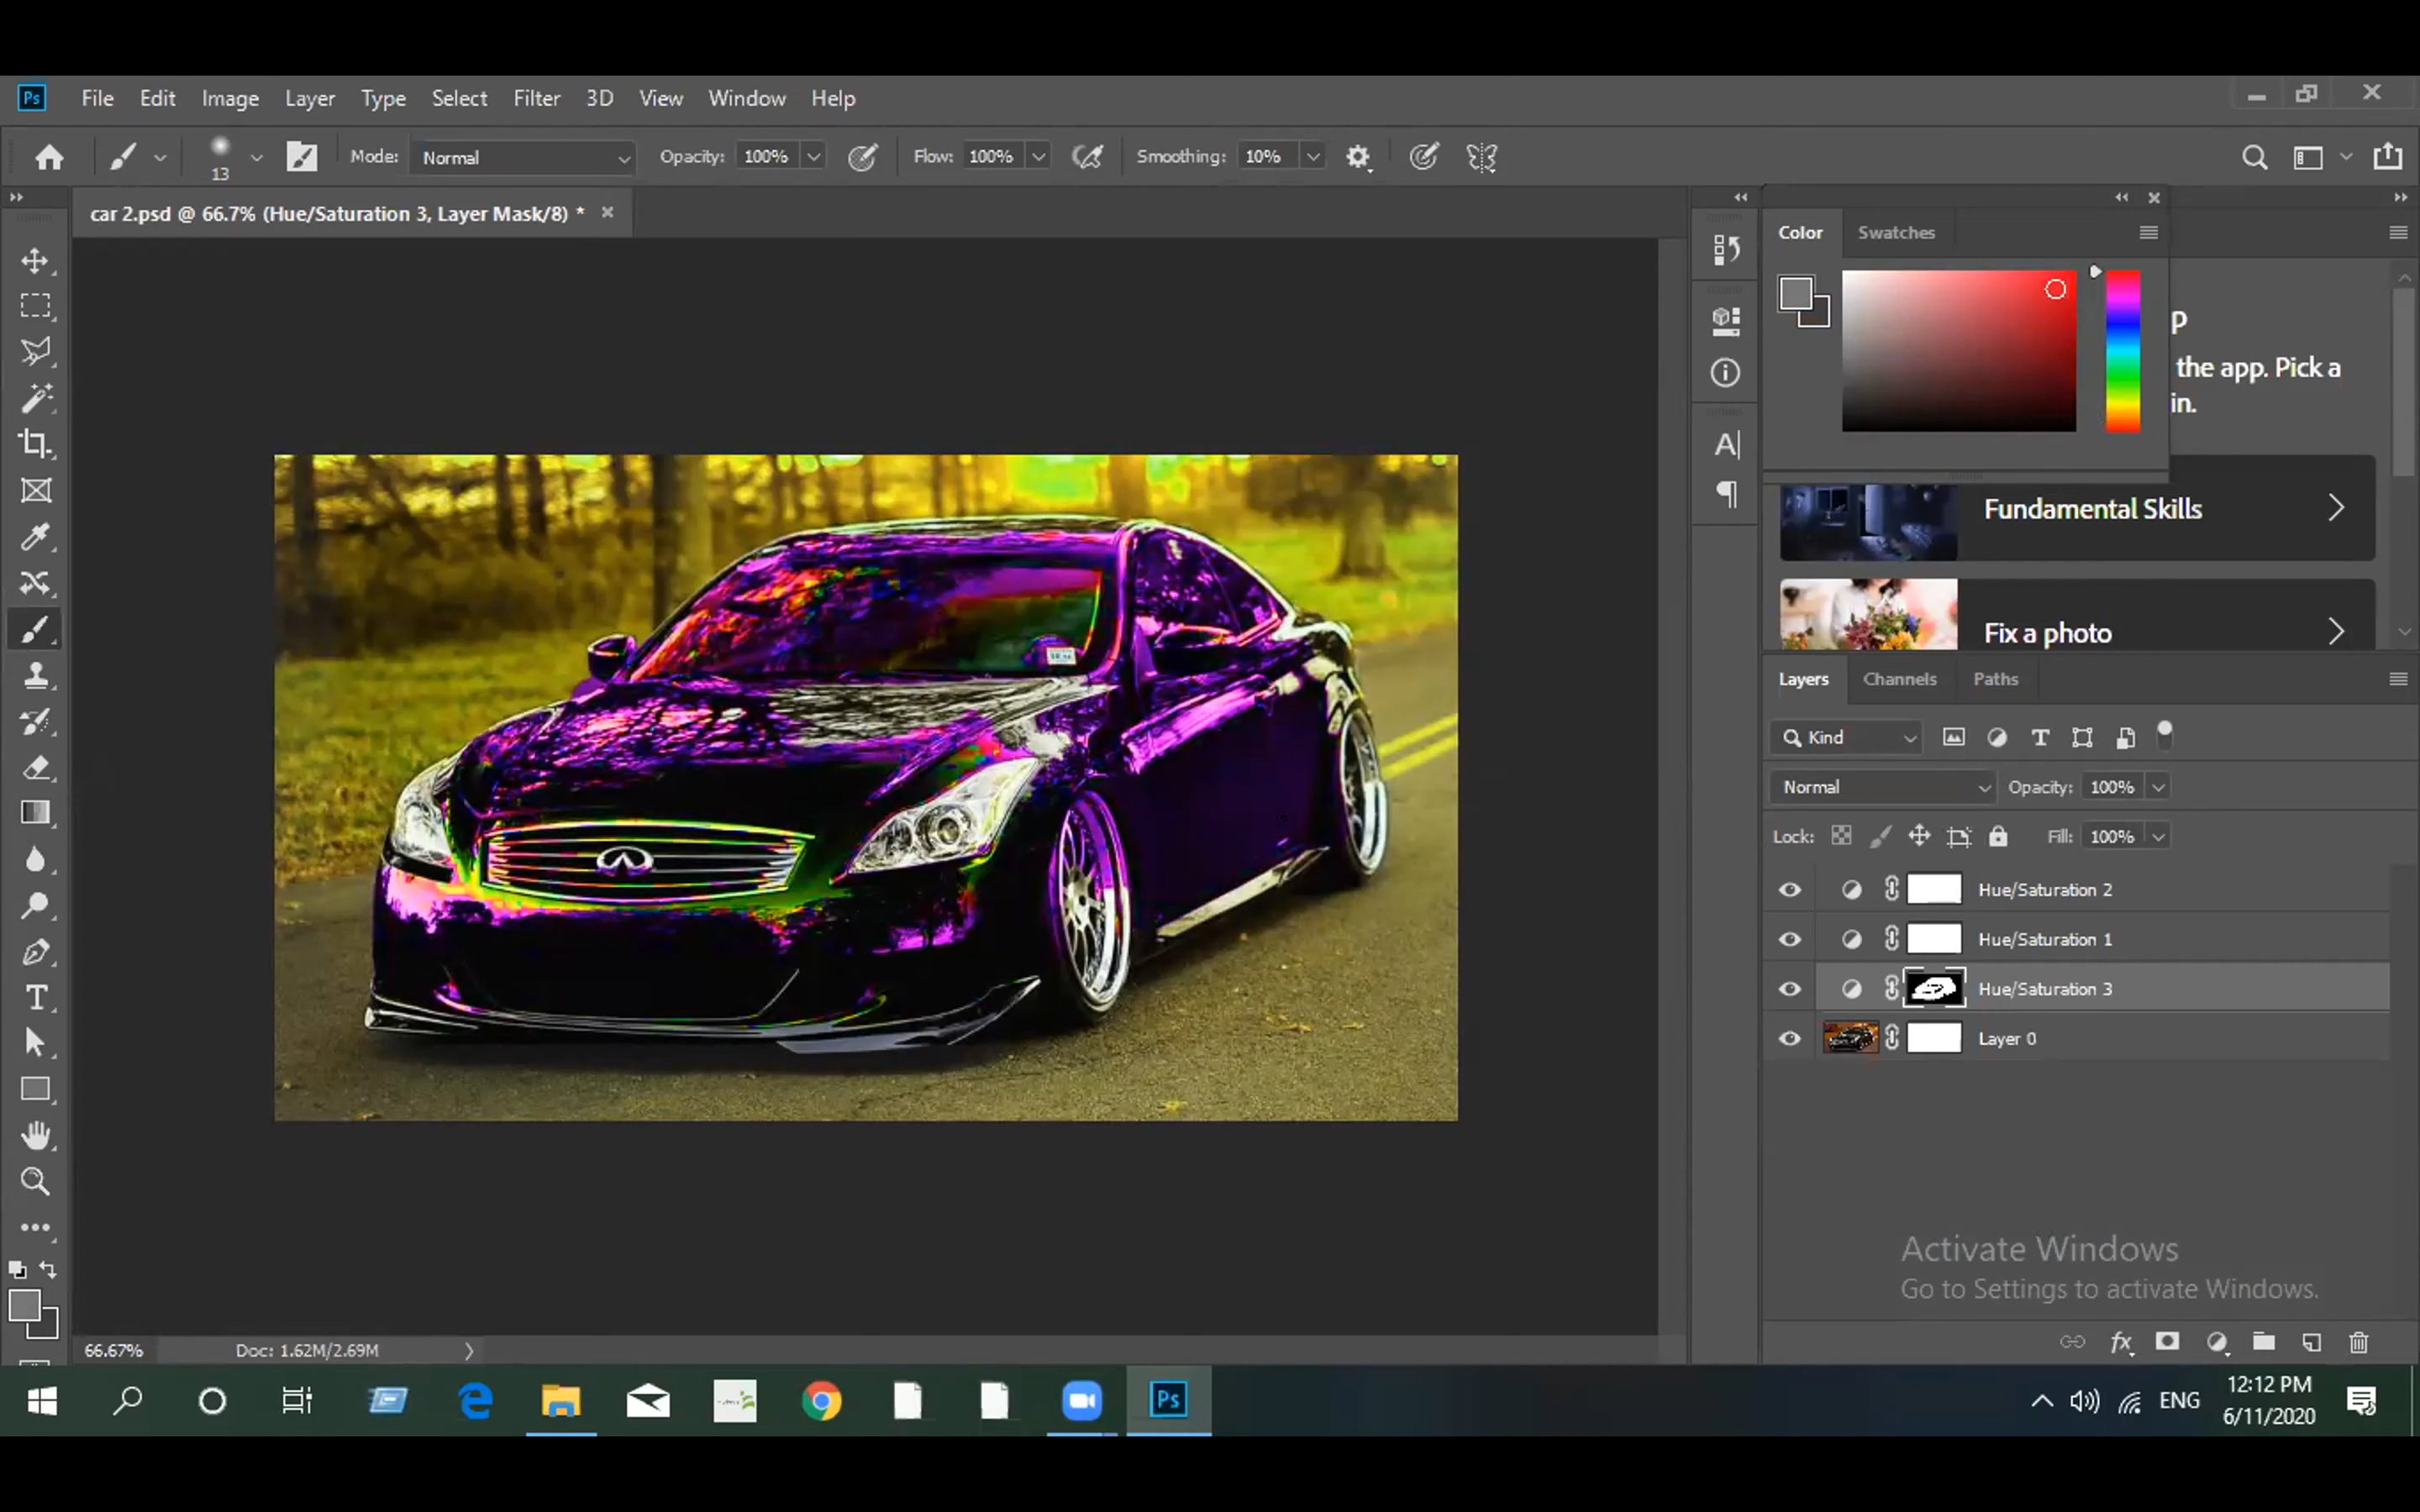 Ps File Edit Image Layer Type Select Filter 3D View Window Help
13 Mode: Normal Opacity: 100% Flow: 100% Smoothing: 10%
car 2.psd @ 66.7% (Hue/Saturation 3, Layer Mask/8) *
Color Swatches
p
the app. Pick a
in.
Fundamental Skills
Fix a photo
Layers Channels Paths
Kind
Normal Opacity: 100%
Lock: Fill: 100%
Hue/Saturation 2
Hue/Saturation 1
Hue/Saturation 3
Layer 0
Activate Windows
Go to Settings to activate Windows.
66.67% Doc: 1.62M/2.69M
Ps ENG 12:12 PM
6/11/2020